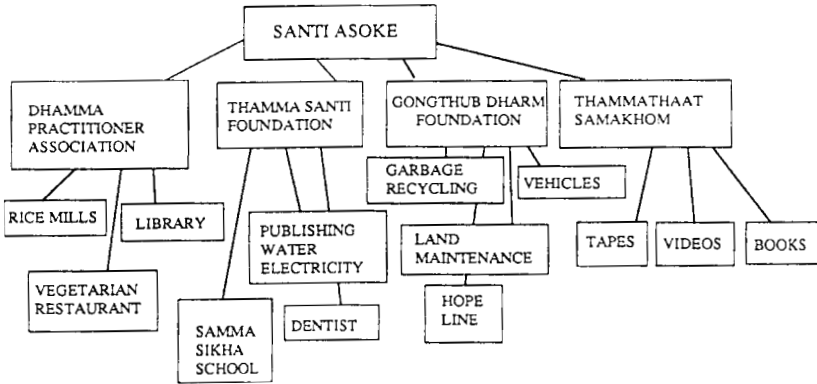 SANTI ASOKE
DHAMMA
PRACTITIONER
ASSOCIATION
THAMMA SANTI
FOUNDATION
GONGTHUB DHARM
FOUNDATION
THAMMATHAAT
SAMAKHOM
RICE MILLS
LIBRARY
VEGETARIAN
RESTAURANT
SAMMA
SIKHA
SCHOOL
PUBLISHING
WATER
ELECTRICITY
DENTIST
GARBAGE
RECYCLING
VEHICLES
LAND
MAINTENANCE
HOPE
LINE
TAPES
VIDEOS
BOOKS